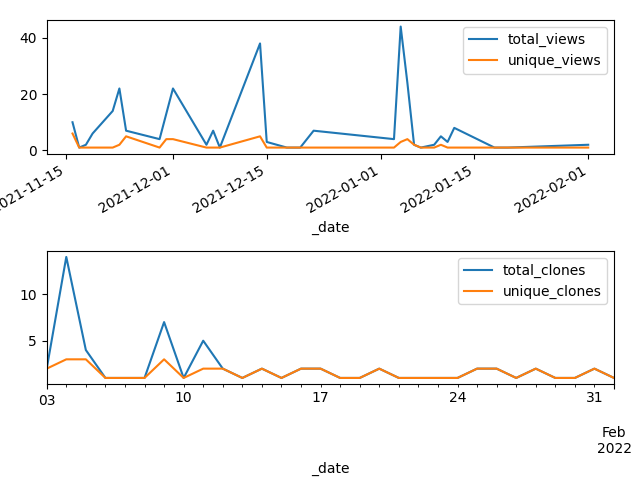 total_views
unique_views
40
20
0
2021-11-15
2021-12-01
2021-12-15
2022-01-01
2022-01-15
2022-02-01
_date
total_clones
unique_clones
10
5
03
10
17
24
31
Feb
2022
_date